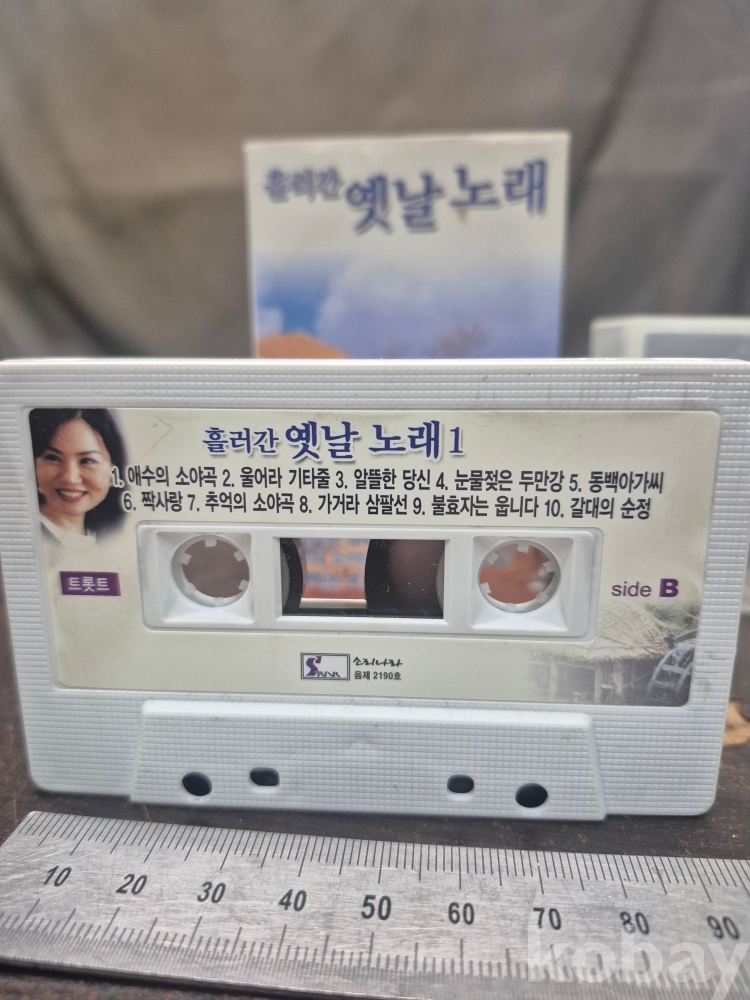 흘러간 옛날 노래
흘러간 옛날 노래 1
1. 애수의 소야곡 2. 울어라 기타줄 3. 알뜰한 당신 4. 눈물젖은 두만강 5. 동백아가씨
6. 짝사랑 7. 추억의 소야곡 8. 가거라 삼팔선 9. 불효자는 웁니다 10. 갈대의 순정
트롯트
side B
소리나라
음제 2190호
10 20 30 40 50 60 70 80 90
kobay